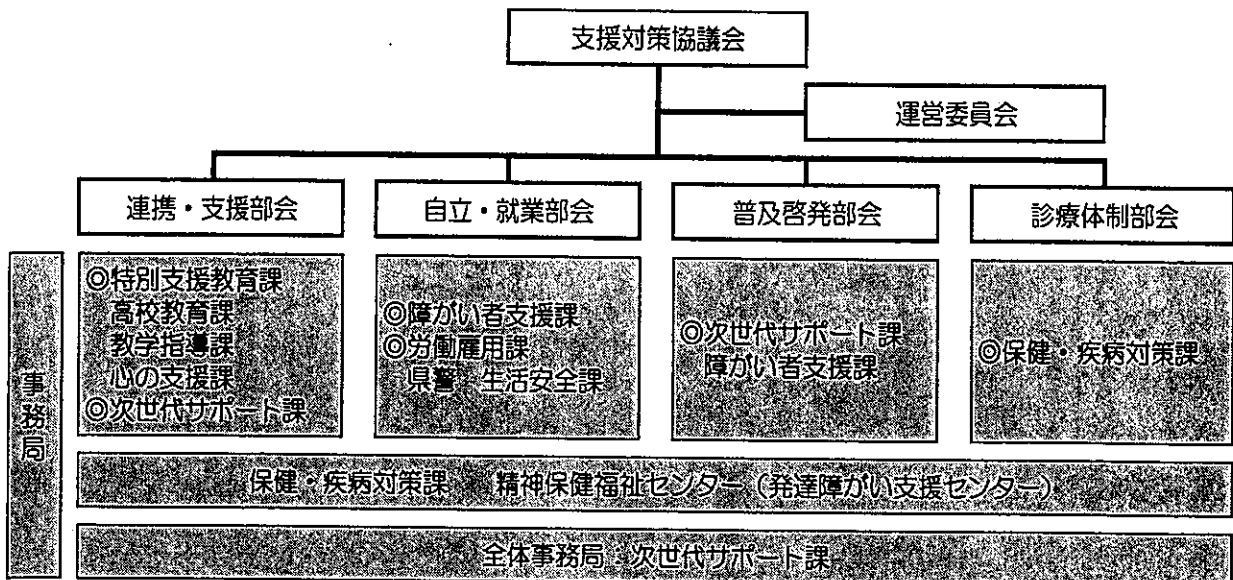 支援対策協議会
運営委員会
連携・支援部会
自立・就業部会
普及啓発部会
診療体制部会
事務局
◎特別支援教育課
高校教育課
教学指導課
心の支援課
◎次世代サポート課
◎障がい者支援課
◎労働雇用課
県警 生活安全課
◎次世代サポート課
障がい者支援課
◎保健・疾病対策課
保健・疾病対策課 精神保健福祉センター（発達障がい支援センター）
全体事務局 次世代サポート課